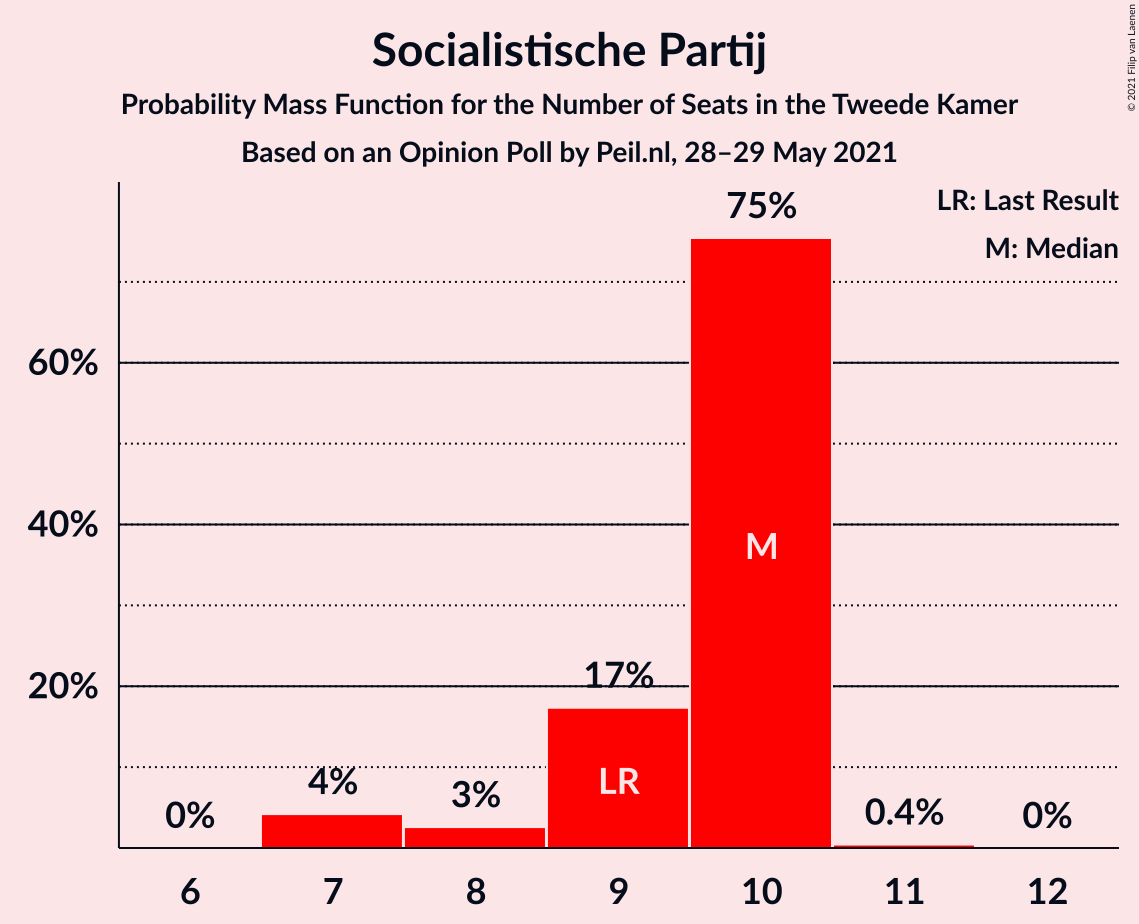 Socialistische Partij
Probability Mass Function for the Number of Seats in the Tweede Kamer
Based on an Opinion Poll by Peil.nl, 28–29 May 2021
© 2021 Filip van Laenen
LR: Last Result
M: Median
75%
60%
40%
M
20%
17%
LR
0%
4%
3%
0.4%
0%
6
7
8
9
10
11
12